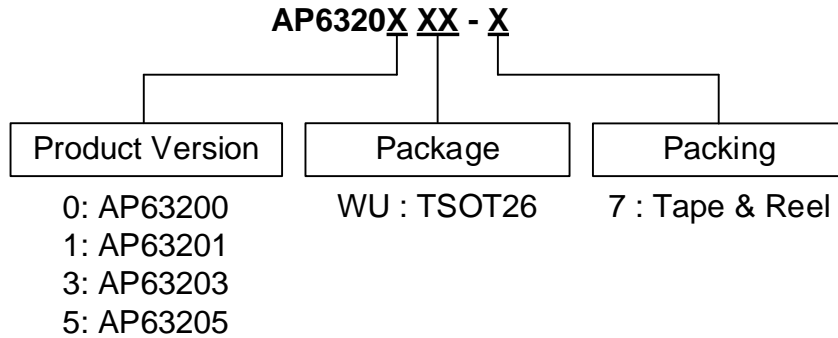 AP6320X XX - X
Product Version
Package
Packing
0: AP63200
1: AP63201
3: AP63203
5: AP63205
WU : TSOT26
7 : Tape & Reel